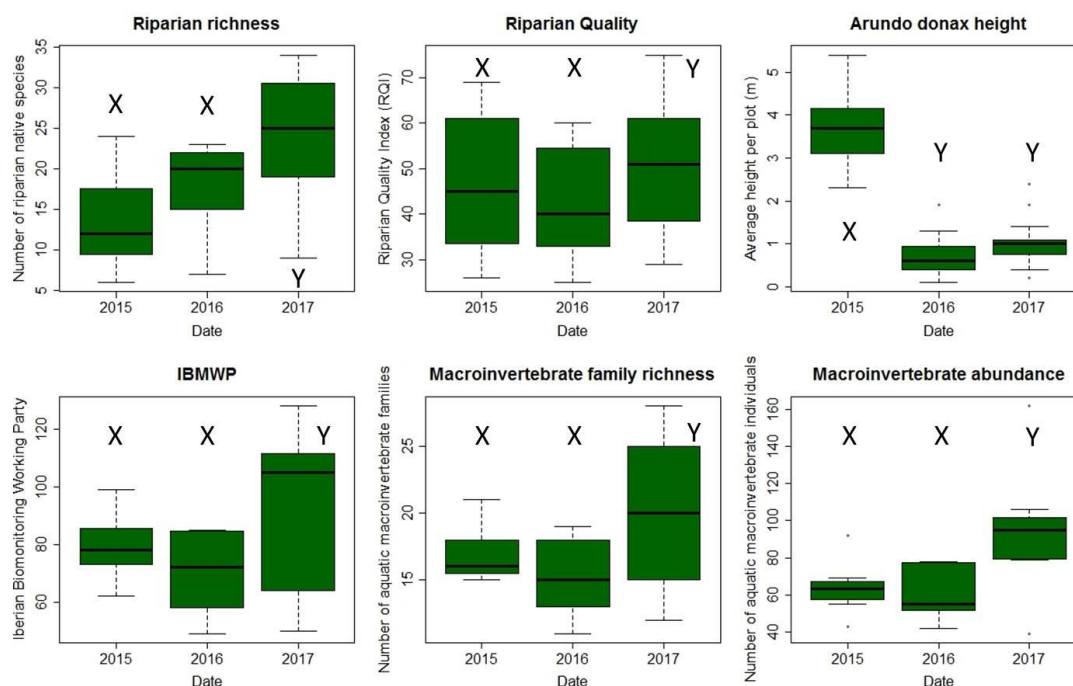 Riparian richness
Number of riparian native species
35
30
25
20
15
10
5
X
X
Y
2015
2016
2017
Date
Riparian Quality
Riparian Quality Index (RQI)
70
60
50
40
30
X
X
Y
2015
2016
2017
Date
Arundo donax height
Average height per plot (m)
5
4
3
2
1
0
X
Y
Y
2015
2016
2017
Date
IBMWP
Iberian Biomonitoring Working Party
120
100
80
60
X
X
Y
2015
2016
2017
Date
Macroinvertebrate family richness
Number of aquatic macroinvertebrate families
25
20
15
X
X
Y
2015
2016
2017
Date
Macroinvertebrate abundance
Number of aquatic macroinvertebrate individuals
160
140
120
100
80
60
40
X
X
Y
2015
2016
2017
Date